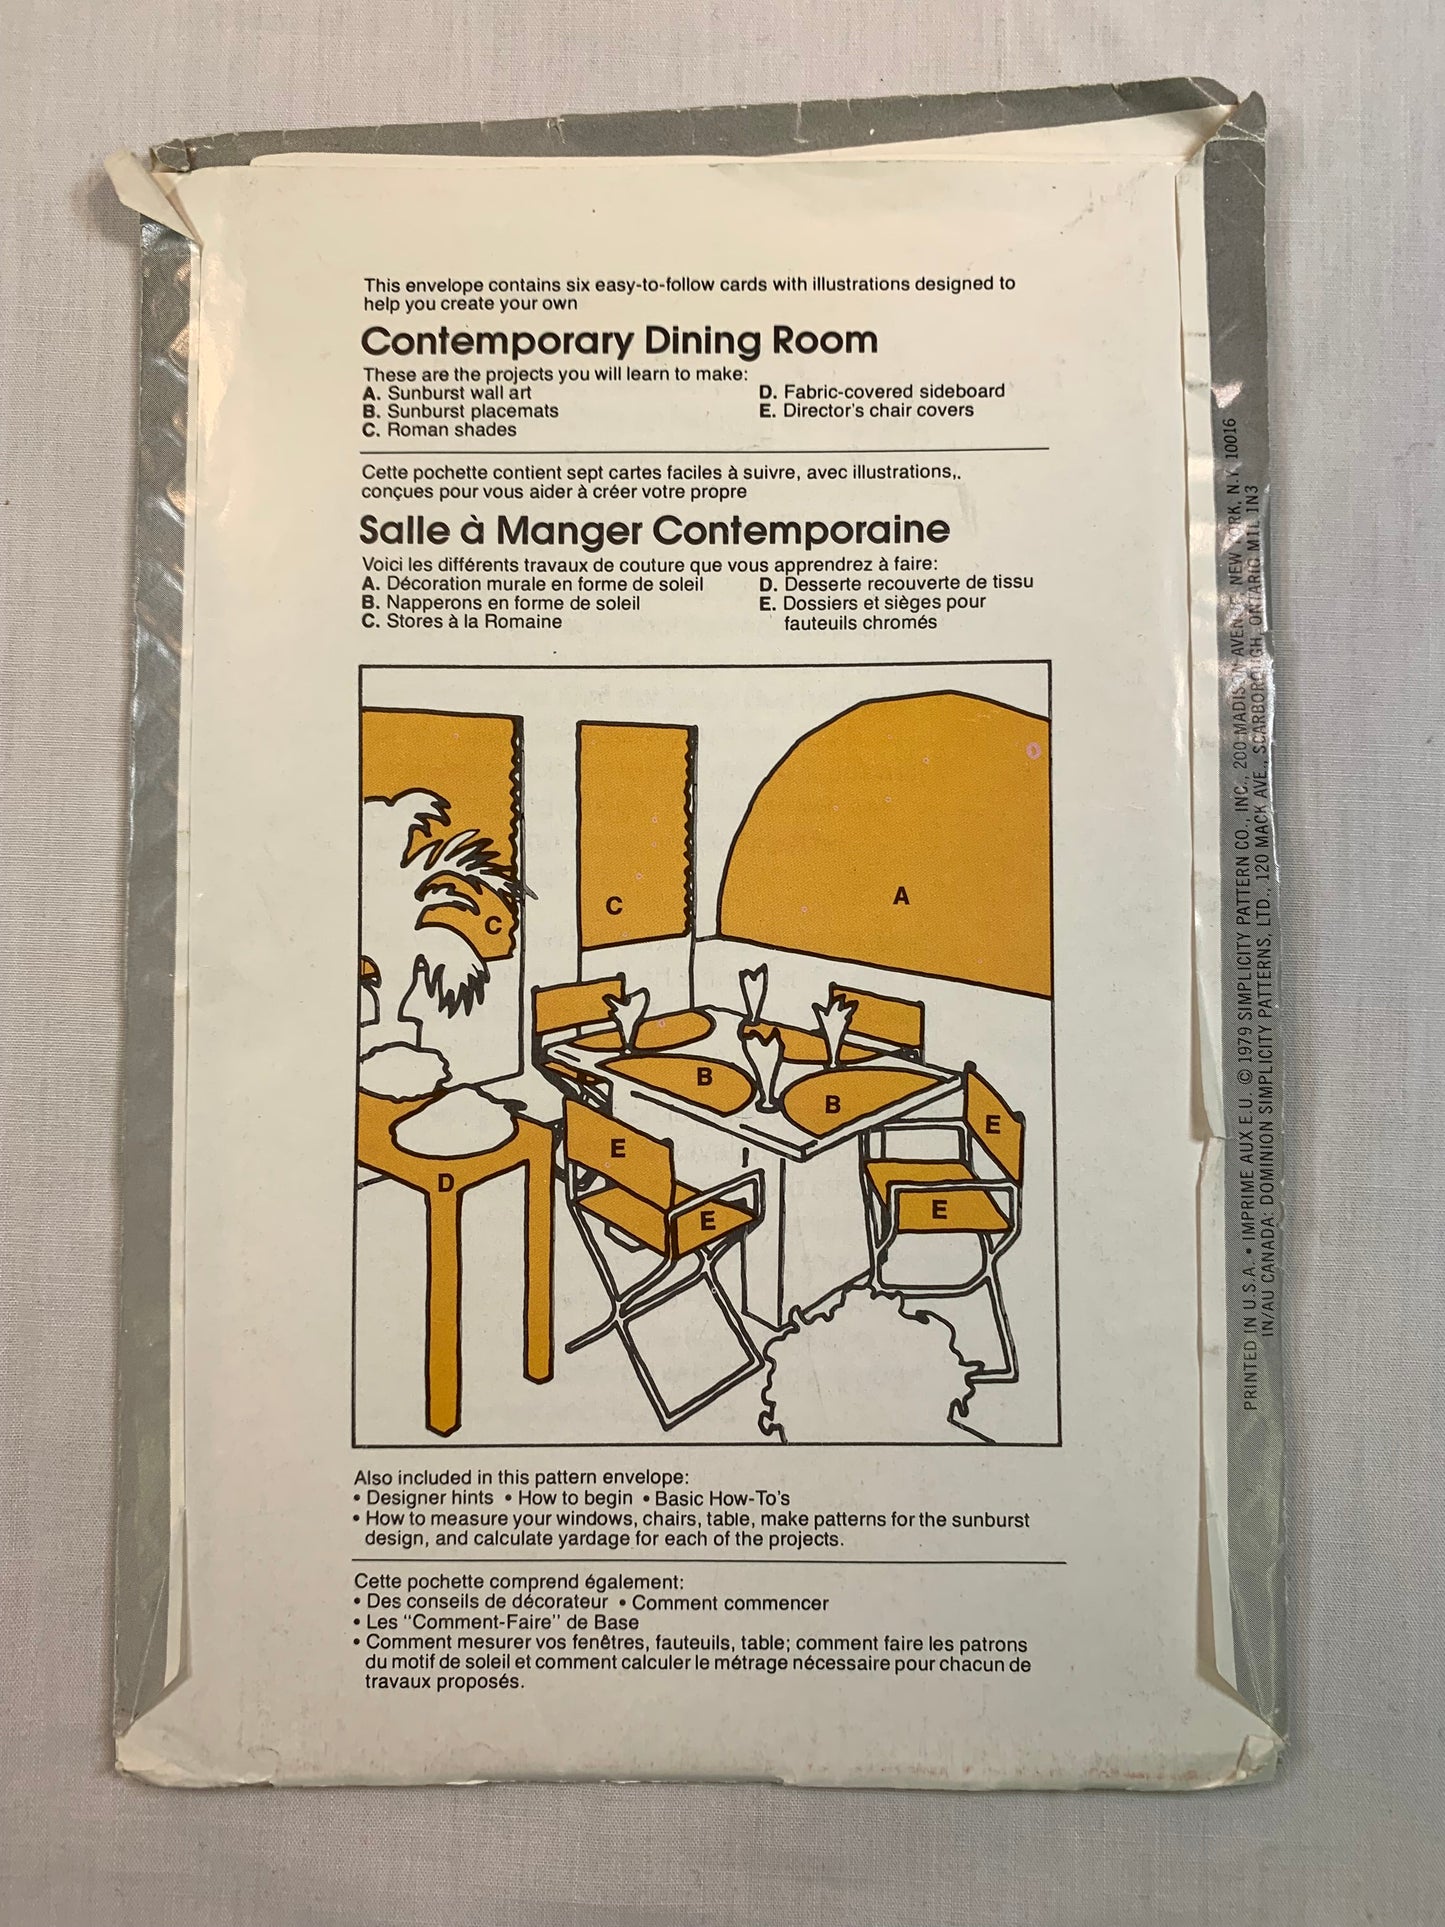 This envelope contains six easy-to-follow cards with illustrations designed to
help you create your own
Contemporary Dining Room
These are the projects you will learn to make:
A. Sunburst wall art
B. Sunburst placemats
C. Roman shades
D. Fabric-covered sideboard
E. Director's chair covers
Cette pochette contient sept cartes faciles à suivre, avec illustrations,.
conçues pour vous aider à créer votre propre
Salle à Manger Contemporaine
Voici les différents travaux de couture que vous apprendrez à faire:
A. Décoration murale en forme de soleil
B. Napperons en forme de soleil
C. Stores à la Romaine
D. Desserte recouverte de tissu
E. Dossiers et sièges pour
fauteuils chromés
A
C
C
B
B
E
E
D
E
E
Also included in this pattern envelope:
• Designer hints • How to begin • Basic How-To's
• How to measure your windows, chairs, table, make patterns for the sunburst
design, and calculate yardage for each of the projects.
Cette pochette comprend également:
• Des conseils de décorateur • Comment commencer
• Les "Comment-Faire" de Base
• Comment mesurer vos fenêtres, fauteuils, table; comment faire les patrons
du motif de soleil et comment calculer le métrage nécessaire pour chacun de
travaux proposés.
PRINTED IN U.S.A. • IMPRIME AUX E.U. © 1979 SIMPLICITY PATTERN CO., INC., 200 MADISON AVENUE, NEW YORK, N.Y. 10016
IN/AU CANADA: DOMINION SIMPLICITY PATTERNS, LTD., 120 MACK AVE., SCARBOROUGH, ONTARIO M1L 1N3